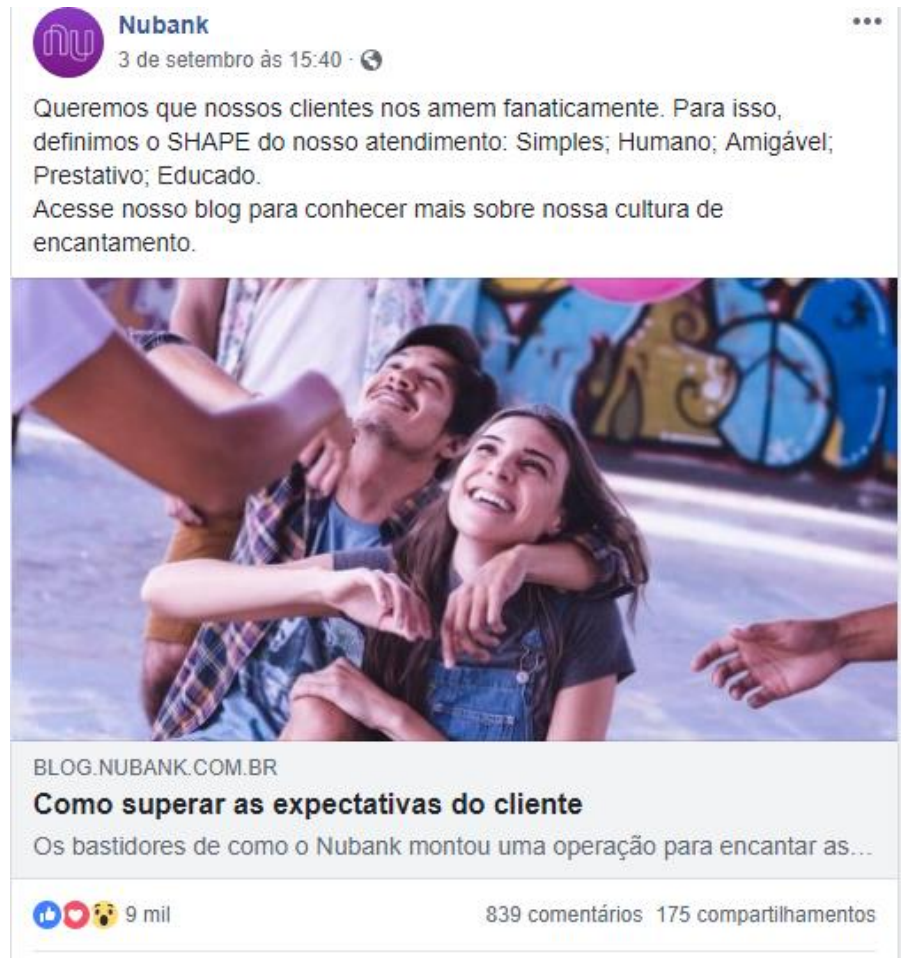 nu
Nubank
3 de setembro às 15:40 ·
Queremos que nossos clientes nos amem fanaticamente. Para isso,
definimos o SHAPE do nosso atendimento: Simples; Humano; Amigável;
Prestativo; Educado.
Acesse nosso blog para conhecer mais sobre nossa cultura de
encantamento.
BLOG.NUBANK.COM.BR
Como superar as expectativas do cliente
Os bastidores de como o Nubank montou uma operação para encantar as...
9 mil
839 comentários 175 compartilhamentos